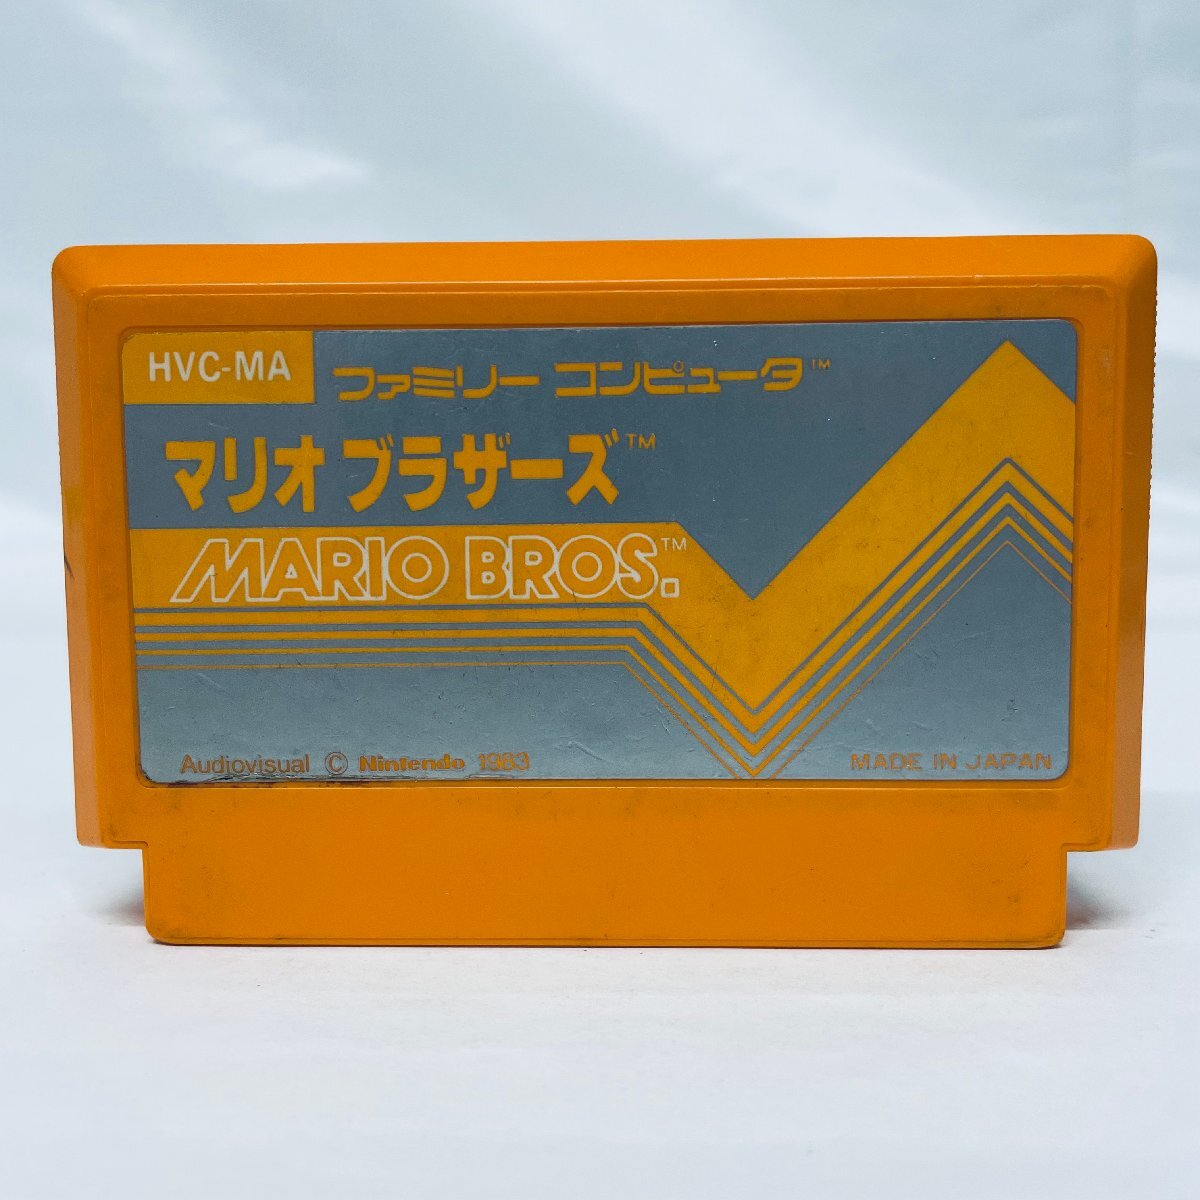 HVC-MA
ファミリー コンピュータ™
マリオ ブラザーズ™
MARIO BROS.™
Audiovisual © Nintendo 1983
MADE IN JAPAN